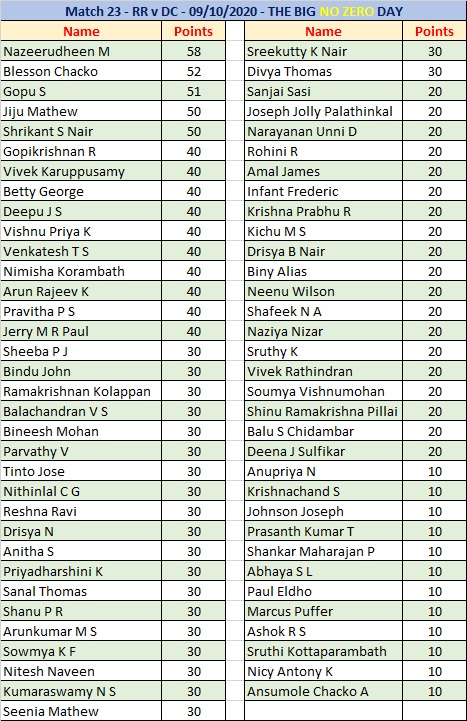 Match 23 - RR v DC - 09/10/2020 - THE BIG NO ZERO DAY
Name Points Name Points
Nazeerudheen M 58 Sreekutty K Nair 30
Blesson Chacko 52 Divya Thomas 30
Gopu S 51 Sanjai Sasi 20
Jiju Mathew 50 Joseph Jolly Palathinkal 20
Shrikant S Nair 50 Narayanan Unni D 20
Gopikrishnan R 40 Rohini R 20
Vivek Karuppusamy 40 Amal James 20
Betty George 40 Infant Frederic 20
Deepu J S 40 Krishna Prabhu R 20
Vishnu Priya K 40 Kichu M S 20
Venkatesh T S 40 Drisya B Nair 20
Nimisha Korambath 40 Biny Alias 20
Arun Rajeev K 40 Neenu Wilson 20
Pravitha P S 40 Shafeek N A 20
Jerry M R Paul 40 Naziya Nizar 20
Sheeba P J 30 Sruthy K 20
Bindu John 30 Vivek Rathindran 20
Ramakrishnan Kolappan 30 Soumya Vishnumohan 20
Balachandran V S 30 Shinu Ramakrishna Pillai 20
Bineesh Mohan 30 Balu S Chidambar 20
Parvathy V 30 Deena J Sulfikar 20
Tinto Jose 30 Anupriya N 10
Nithinlal C G 30 Krishnachand S 10
Reshna Ravi 30 Johnson Joseph 10
Drisya N 30 Prasanth Kumar T 10
Anitha S 30 Shankar Maharajan P 10
Priyadharshini K 30 Abhaya S L 10
Sanal Thomas 30 Paul Eldho 10
Shanu P R 30 Marcus Puffer 10
Arunkumar M S 30 Ashok R S 10
Sowmya K F 30 Sruthi Kottaparambath 10
Nitesh Naveen 30 Nicy Antony K 10
Kumaraswamy N S 30 Ansumole Chacko A 10
Seenia Mathew 30